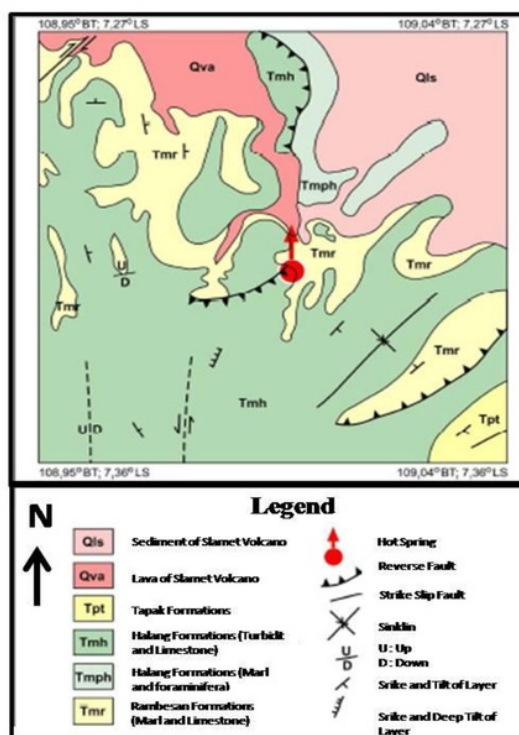 108,95° BT; 7,27° LS
109,04° BT; 7,27° LS
Qva
Tmh
Qls
Tmr
Tmph
Tmr
Tmr
U
D
Tmr
Tmr
Tmh
U D
Tpt
108,95° BT; 7,36° LS
109,04° BT; 7,36° LS
Legend
N
Qls Sediment of Slamet Volcano
Qva Lava of Slamet Volcano
Tpt Tapak Formations
Tmh Halang Formations (Turbidit
and Limestone)
Tmph Halang Formations (Marl
and foraminifera)
Tmr Rambesan Formations
(Marl and Limestone)
Hot Spring
Reverse Fault
Strike Slip Fault
Sinklin
U U : Up
D D : Down
Srike and Tilt of Layer
Srike and Deep Tilt of
Layer